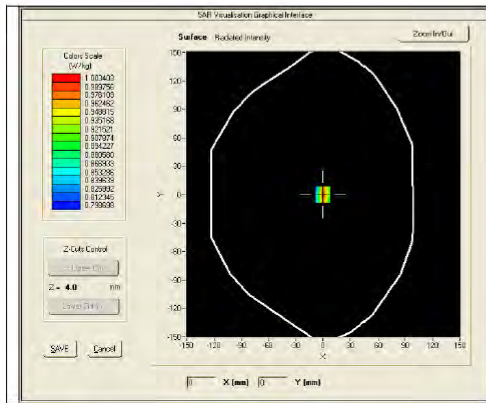 SAR Visualisation Graphical Interface
Surface Radiated Intensity
Zoom In/Out
Colors Scale
(W/kg)
1.003403
0.989756
0.976109
0.962462
0.948815
0.935168
0.921521
0.907874
0.894227
0.880580
0.866933
0.853286
0.839639
0.825992
0.812345
0.798698
150
120
90
60
30
0
-30
-60
-90
-120
-150
Y
-150 -120 -90 -60 -30 0 30 60 90 120 150
X
Z-Cuts Control
Z = 4.0 mm
SAVE
Cancel
0 X (mm) 0 Y (mm)